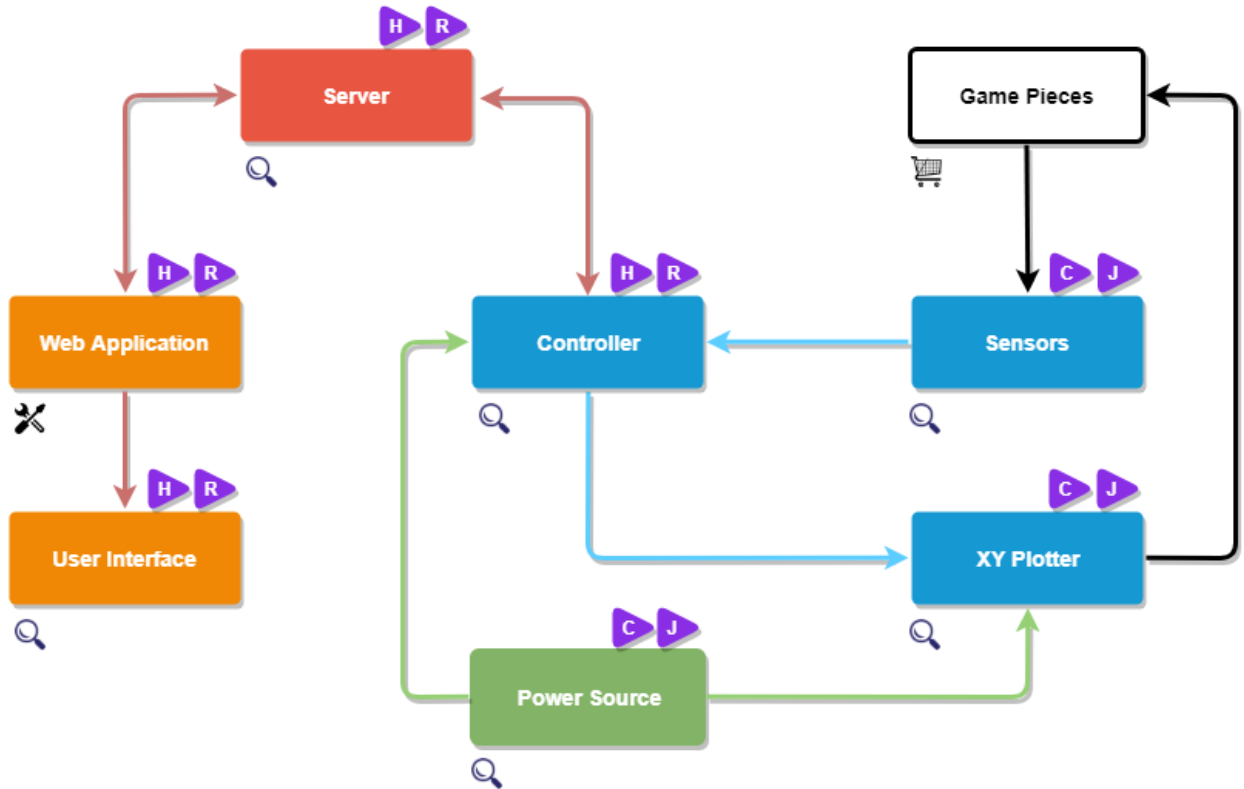 H R
Server
Game Pieces
H R
H R
C J
Web Application
Controller
Sensors
H R
C J
User Interface
XY Plotter
C J
Power Source